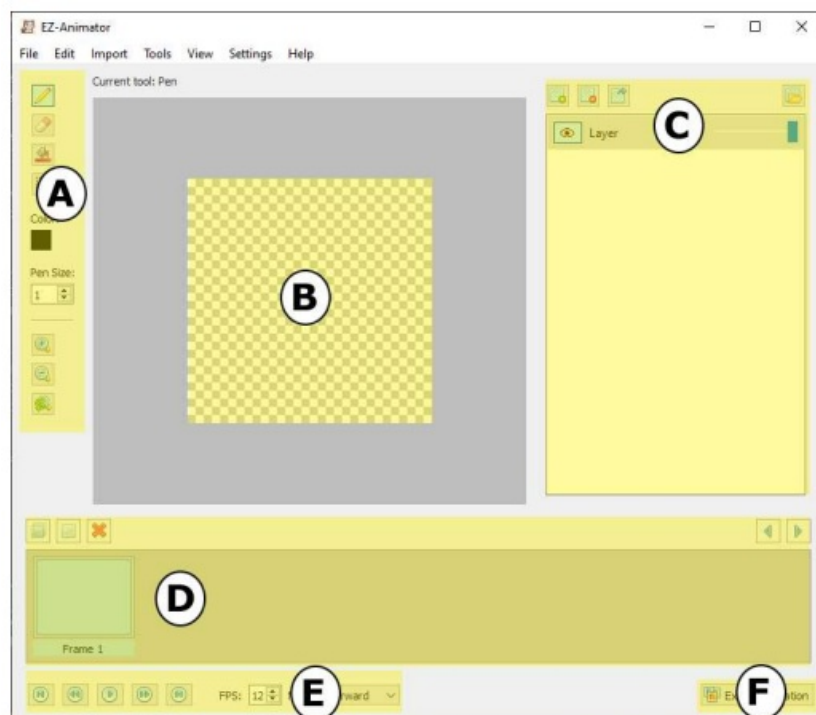 EZ-Animator
File Edit Import Tools View Settings Help
Current tool: Pen
C
Layer
A
Pen Size:
1
B
D
Frame 1
FPS: 12
E
F